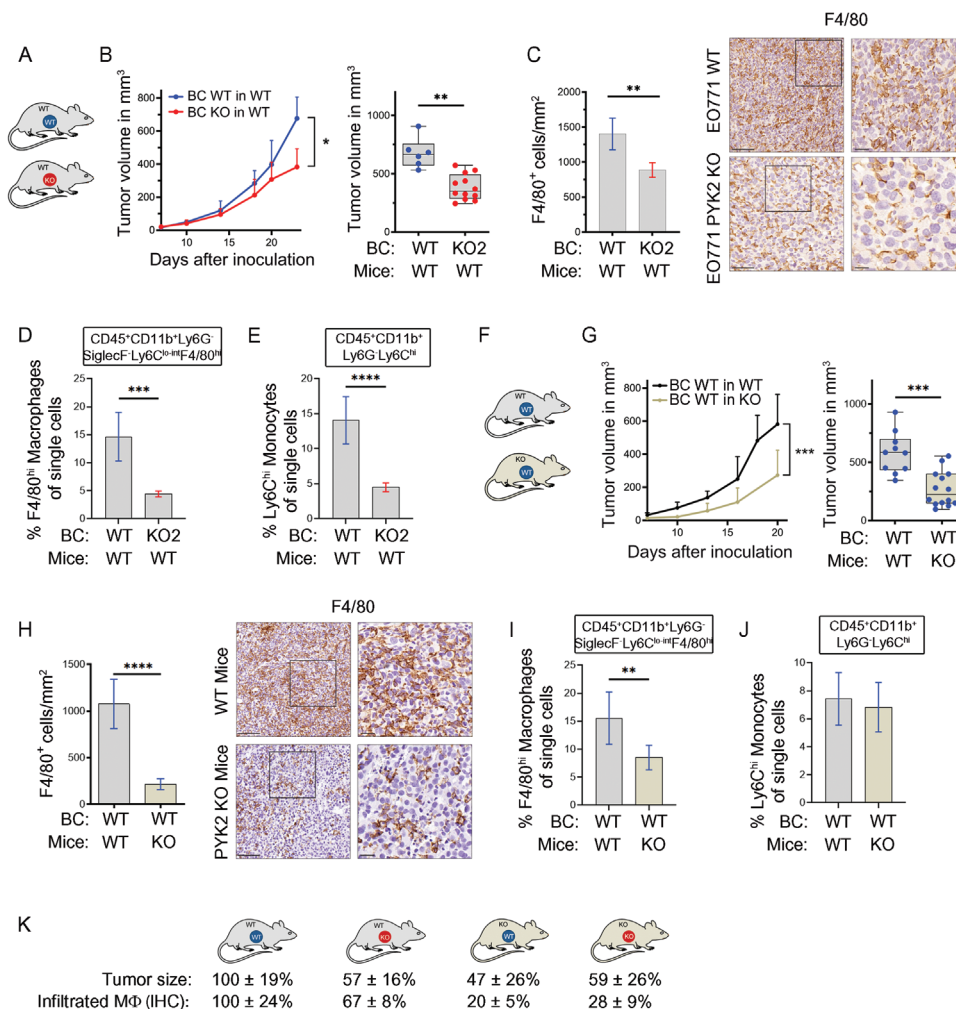 A
WT
WT
WT
KO
B
Tumor volume in mm³
800
600
400
200
0
BC WT in WT
BC KO in WT
*
10
15
20
Days after inoculation
Tumor volume in mm³
1000
500
0
**
BC: WT KO2
Mice: WT WT
C
F4/80⁺ cells/mm²
2000
1500
1000
500
0
**
BC: WT KO2
Mice: WT WT
F4/80
EO771 WT
EO771 PYK2 KO
D
CD45⁺CD11b⁺Ly6G⁻
SiglecF⁻Ly6Cˡᵒ⁻ⁱⁿᵗF4/80ʰⁱ
% F4/80ʰⁱ Macrophages
of single cells
25
20
15
10
5
0
***
BC: WT KO2
Mice: WT WT
E
CD45⁺CD11b⁺
Ly6G⁻Ly6Cʰⁱ
% Ly6Cʰⁱ Monocytes
of single cells
25
20
15
10
5
0
****
BC: WT KO2
Mice: WT WT
F
WT
WT
KO
WT
G
Tumor volume in mm³
800
600
400
200
0
BC WT in WT
BC WT in KO
***
10
15
20
Days after inoculation
Tumor volume in mm³
1000
500
0
***
BC: WT WT
Mice: WT KO
H
F4/80⁺ cells/mm²
1500
1000
500
0
****
BC: WT WT
Mice: WT KO
F4/80
WT Mice
PYK2 KO Mice
I
CD45⁺CD11b⁺Ly6G⁻
SiglecF⁻Ly6Cˡᵒ⁻ⁱⁿᵗF4/80ʰⁱ
% F4/80ʰⁱ Macrophages
of single cells
25
20
15
10
5
0
**
BC: WT WT
Mice: WT KO
J
CD45⁺CD11b⁺
Ly6G⁻Ly6Cʰⁱ
% Ly6Cʰⁱ Monocytes
of single cells
8
6
4
2
0
BC: WT WT
Mice: WT KO
K
WT WT KO KO
WT KO WT KO
Tumor size: 100 ± 19% 57 ± 16% 47 ± 26% 59 ± 26%
Infiltrated MΦ (IHC): 100 ± 24% 67 ± 8% 20 ± 5% 28 ± 9%